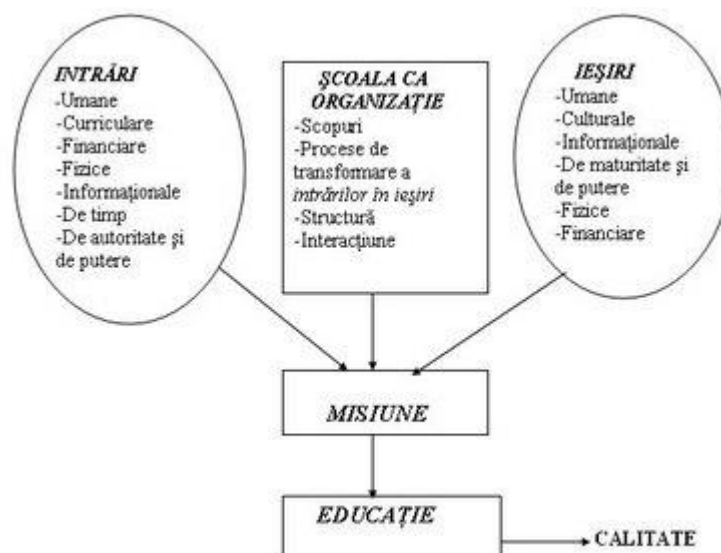 INTRĂRI
-Umane
-Curriculare
-Financiare
-Fizice
-Informaţionale
-De timp
-De autoritate şi
de putere
ŞCOALA CA
ORGANIZAŢIE
-Scopuri
-Procese de
transformare a
intrărilor în ieşiri
-Structură
-Interacţiune
IEŞIRI
-Umane
-Culturale
-Informaţionale
-De maturitate şi
de putere
-Fizice
-Financiare
MISIUNE
EDUCAŢIE
CALITATE